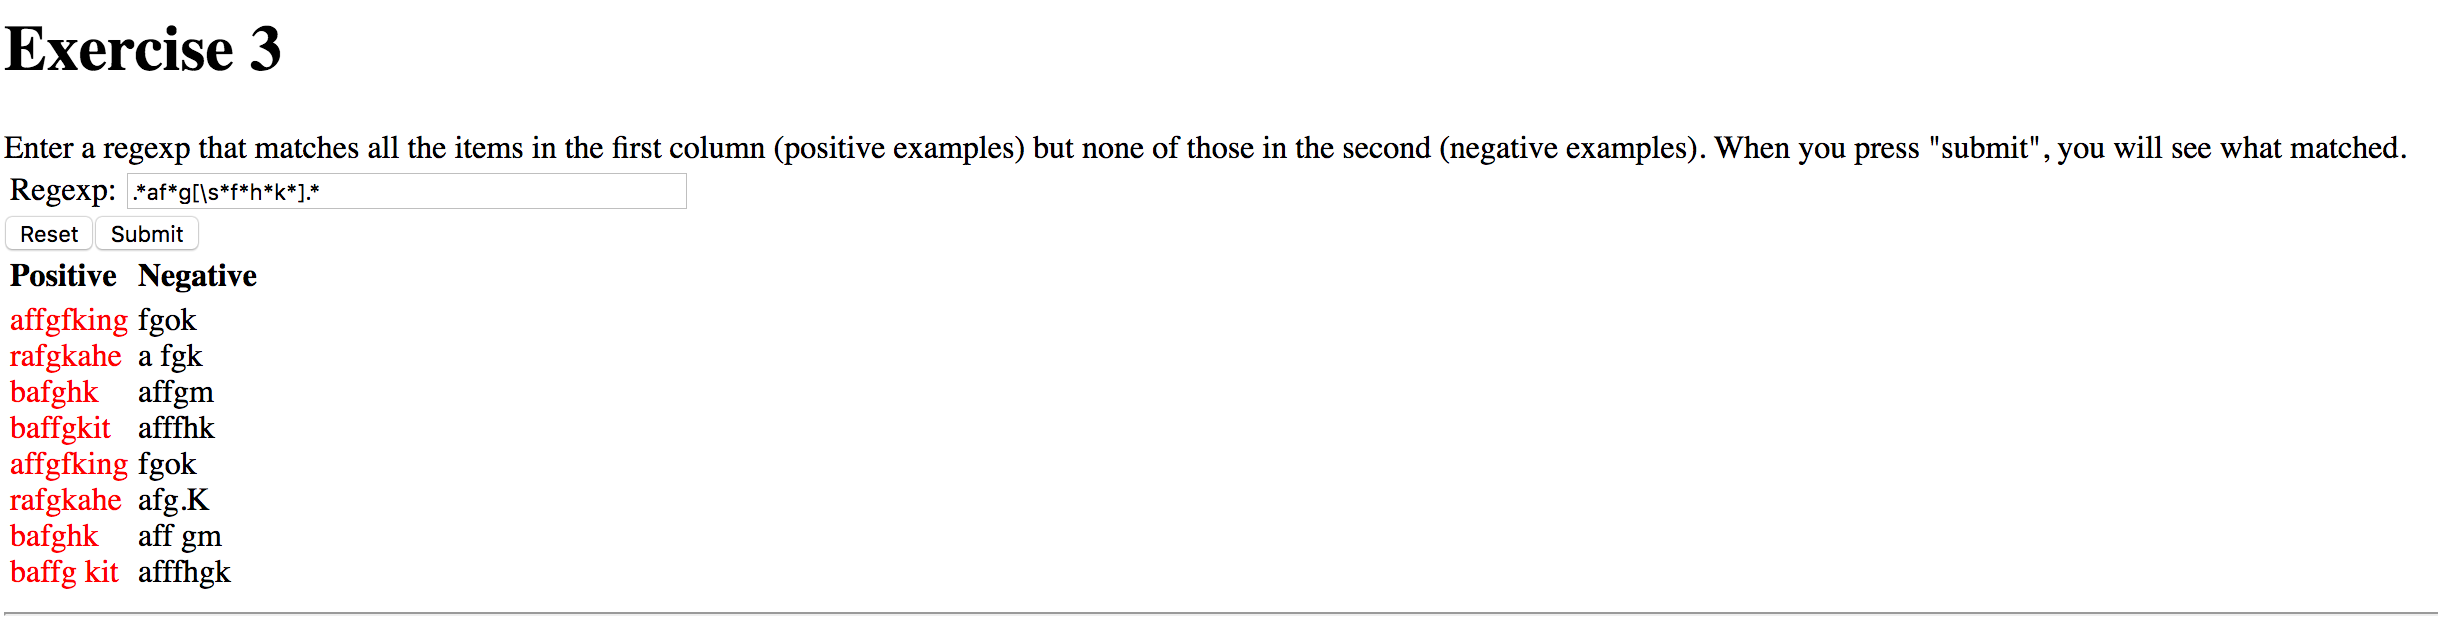 Exercise 3
Enter a regexp that matches all the items in the first column (positive examples) but none of those in the second (negative examples). When you press "submit", you will see what matched.
Regexp: .*af*g[\s*f*h*k*].*
Reset Submit
Positive Negative
affgfking fgok
rafgkahe a fgk
bafghk affgm
baffgkit afffhk
affgfking fgok
rafgkahe afg.K
bafghk aff gm
baffg kit afffhgk